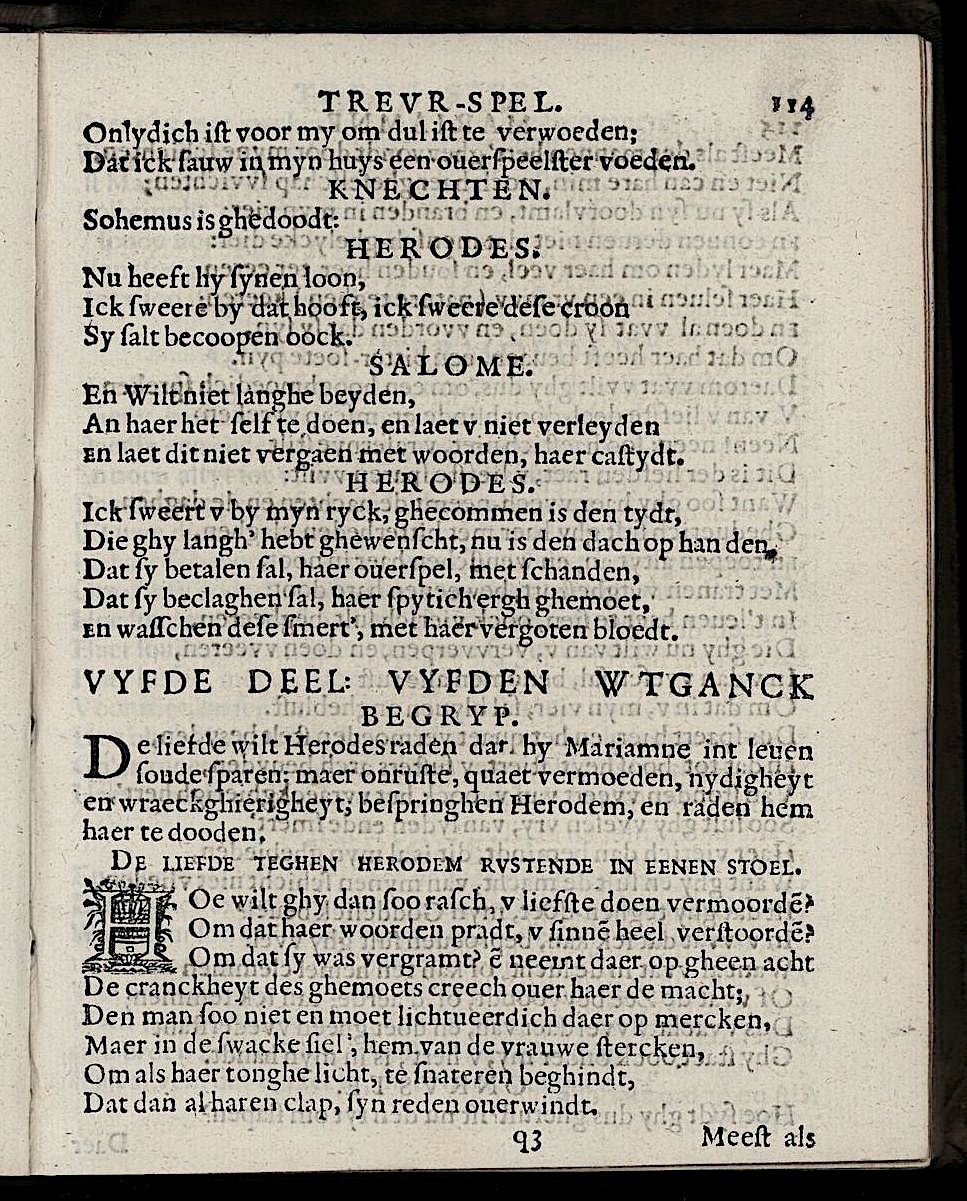 TREVR-SPEL. 114
Onlydich iſt voor my om dul iſt te verwoeden;
Dat ick ſauw in myn huys een ouerſpeelſter voeden.
KNECHTEN.
Sohemus is ghedoodt.
HERODES.
Nu heeft hy ſynen loon,
Ick ſweere by dat hooft, ick ſweere deſe croon
Sy ſalt becoopen oock.
SALOME.
En Wilt niet langhe beyden,
An haer het ſelf te doen, en laet v niet verleyden
En laet dit niet vergaen met woorden, haer caſtydt.
HERODES.
Ick ſweert v by myn ryck, ghecommen is den tydt,
Die ghy langh' hebt ghewenſcht, nu is den dach op han den,
Dat ſy betalen ſal, haer ouerſpel, met ſchanden,
Dat ſy beclaghen ſal, haer ſpytich ergh ghemoet,
En waſſchen deſe ſmert', met haer vergoten bloedt.
VYFDE DEEL: VYFDEN WTGANCK
BEGRYP.
De liefde wilt Herodes raden dat hy Mariamne int leuen
ſoude ſparen: maer onruſte, quaet vermoeden, nydigheyt
en wraeckghierigheyt, beſpringhen Herodem, en raden hem
haer te dooden.
DE LIEFDE TEGHEN HERODEM RVSTENDE IN EENEN STOEL.
HOe wilt ghy dan ſoo raſch, v liefſte doen vermoordẽ?
Om dat haer woorden pradt, v ſinnẽ heel verſtoordẽ?
Om dat ſy was vergramt? ẽ neemt daer op gheen acht
De cranckheyt des ghemoets creech ouer haer de macht;
Den man ſoo niet en moet lichtueerdich daer op mercken,
Maer in de ſwacke ſiel', hem van de vrauwe ſtercken,
Om als haer tonghe licht, te ſnateren beghindt,
Dat dan al haren clap, ſyn reden ouerwindt.
q3 Meeſt als